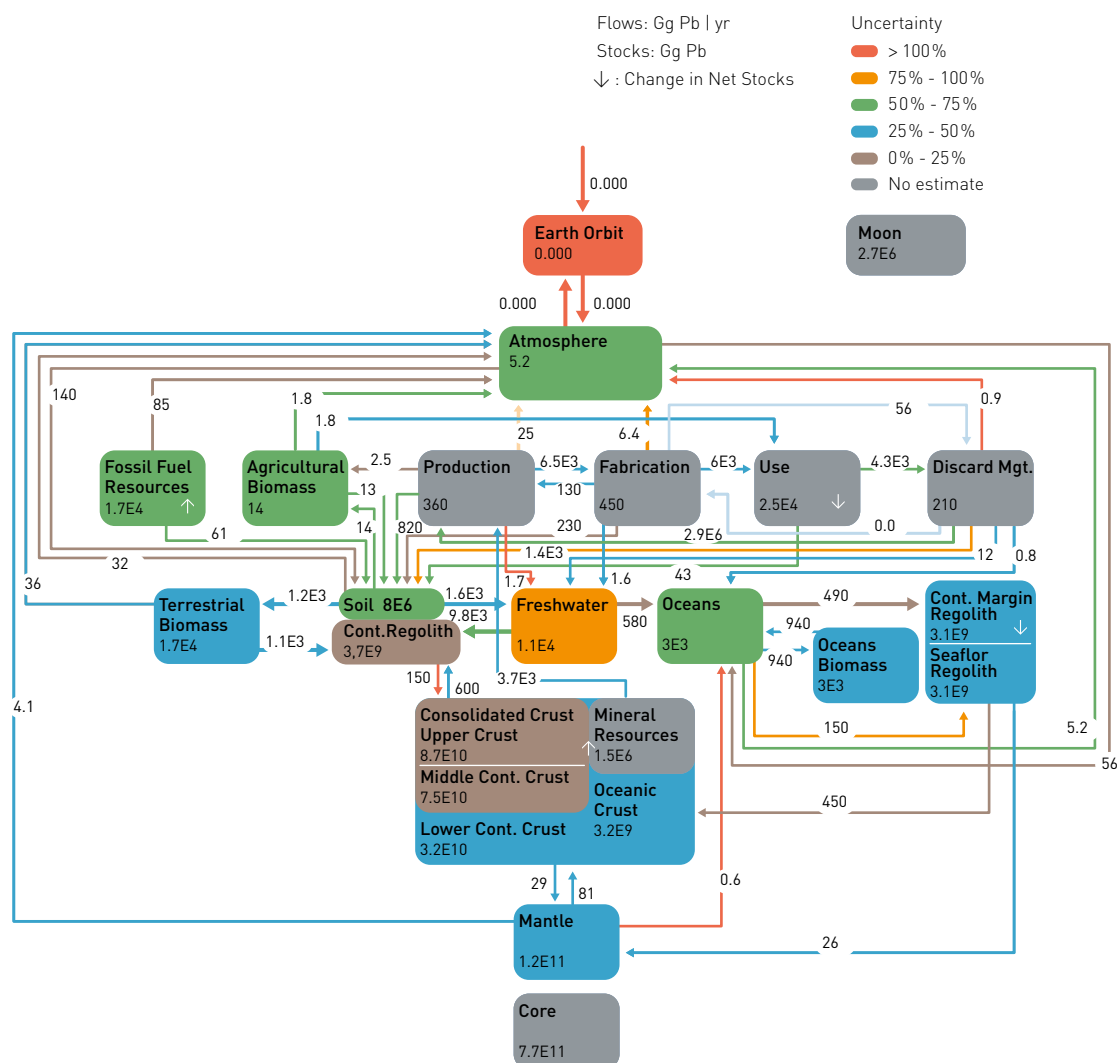 Flows: Gg Pb | yr
Stocks: Gg Pb
↓ : Change in Net Stocks
Uncertainty
> 100%
75% - 100%
50% - 75%
25% - 50%
0% - 25%
No estimate
0.000
Earth Orbit
0.000
Moon
2.7E6
0.000
0.000
Atmosphere
5.2
140
85
1.8
1.8
25
6.4
56
0.9
Fossil Fuel
Resources
1.7E4
Agricultural
Biomass
14
2.5
Production
360
6.5E3
130
Fabrication
450
6E3
Use
2.5E4
4.3E3
Discard Mgt.
210
13
14
820
230
2.9E6
0.0
61
32
36
1.4E3
1.7
1.6
43
12
0.8
Terrestrial
Biomass
1.7E4
1.2E3
1.1E3
Soil 8E6
Cont.Regolith
3,7E9
1.6E3
9.8E3
Freshwater
1.1E4
580
Oceans
3E3
490
940
940
Oceans
Biomass
3E3
Cont. Margin
Regolith
3.1E9
Seaflor
Regolith
3.1E9
150
600
3.7E3
4.1
Consolidated Crust
Upper Crust
8.7E10
Middle Cont. Crust
7.5E10
Lower Cont. Crust
3.2E10
Mineral
Resources
1.5E6
Oceanic
Crust
3.2E9
150
5.2
56
450
29
81
0.6
Mantle
1.2E11
26
Core
7.7E11